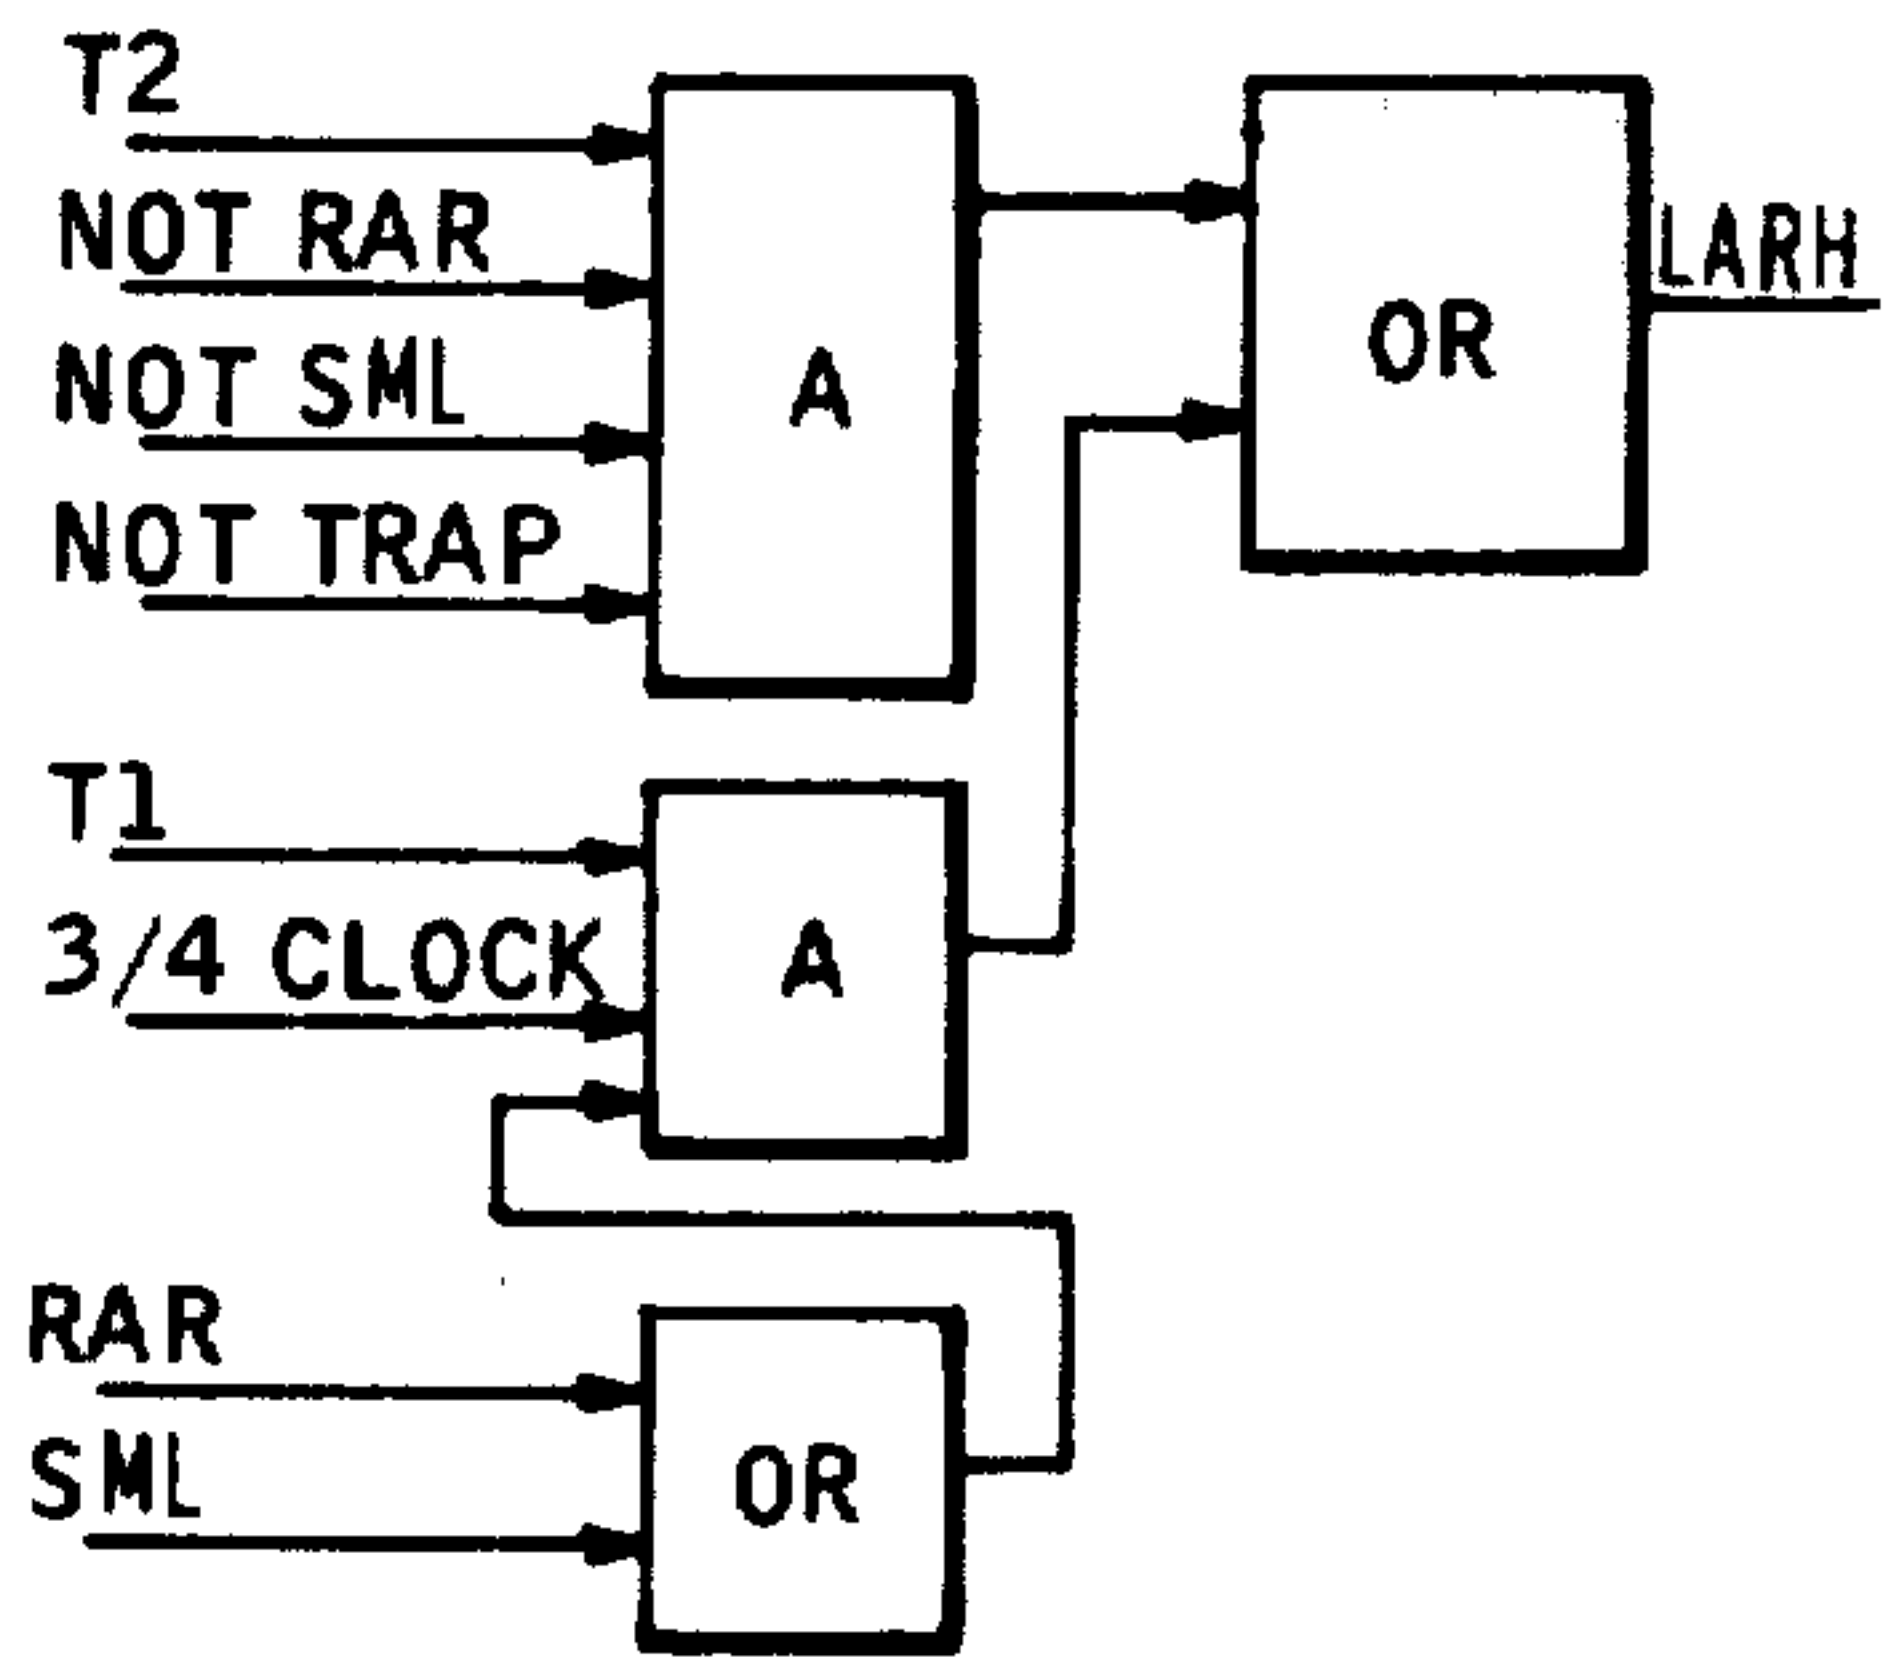 T2
NOT RAR
NOT SML
NOT TRAP
A
OR
LARH
T1
3/4 CLOCK
A
RAR
SML
OR